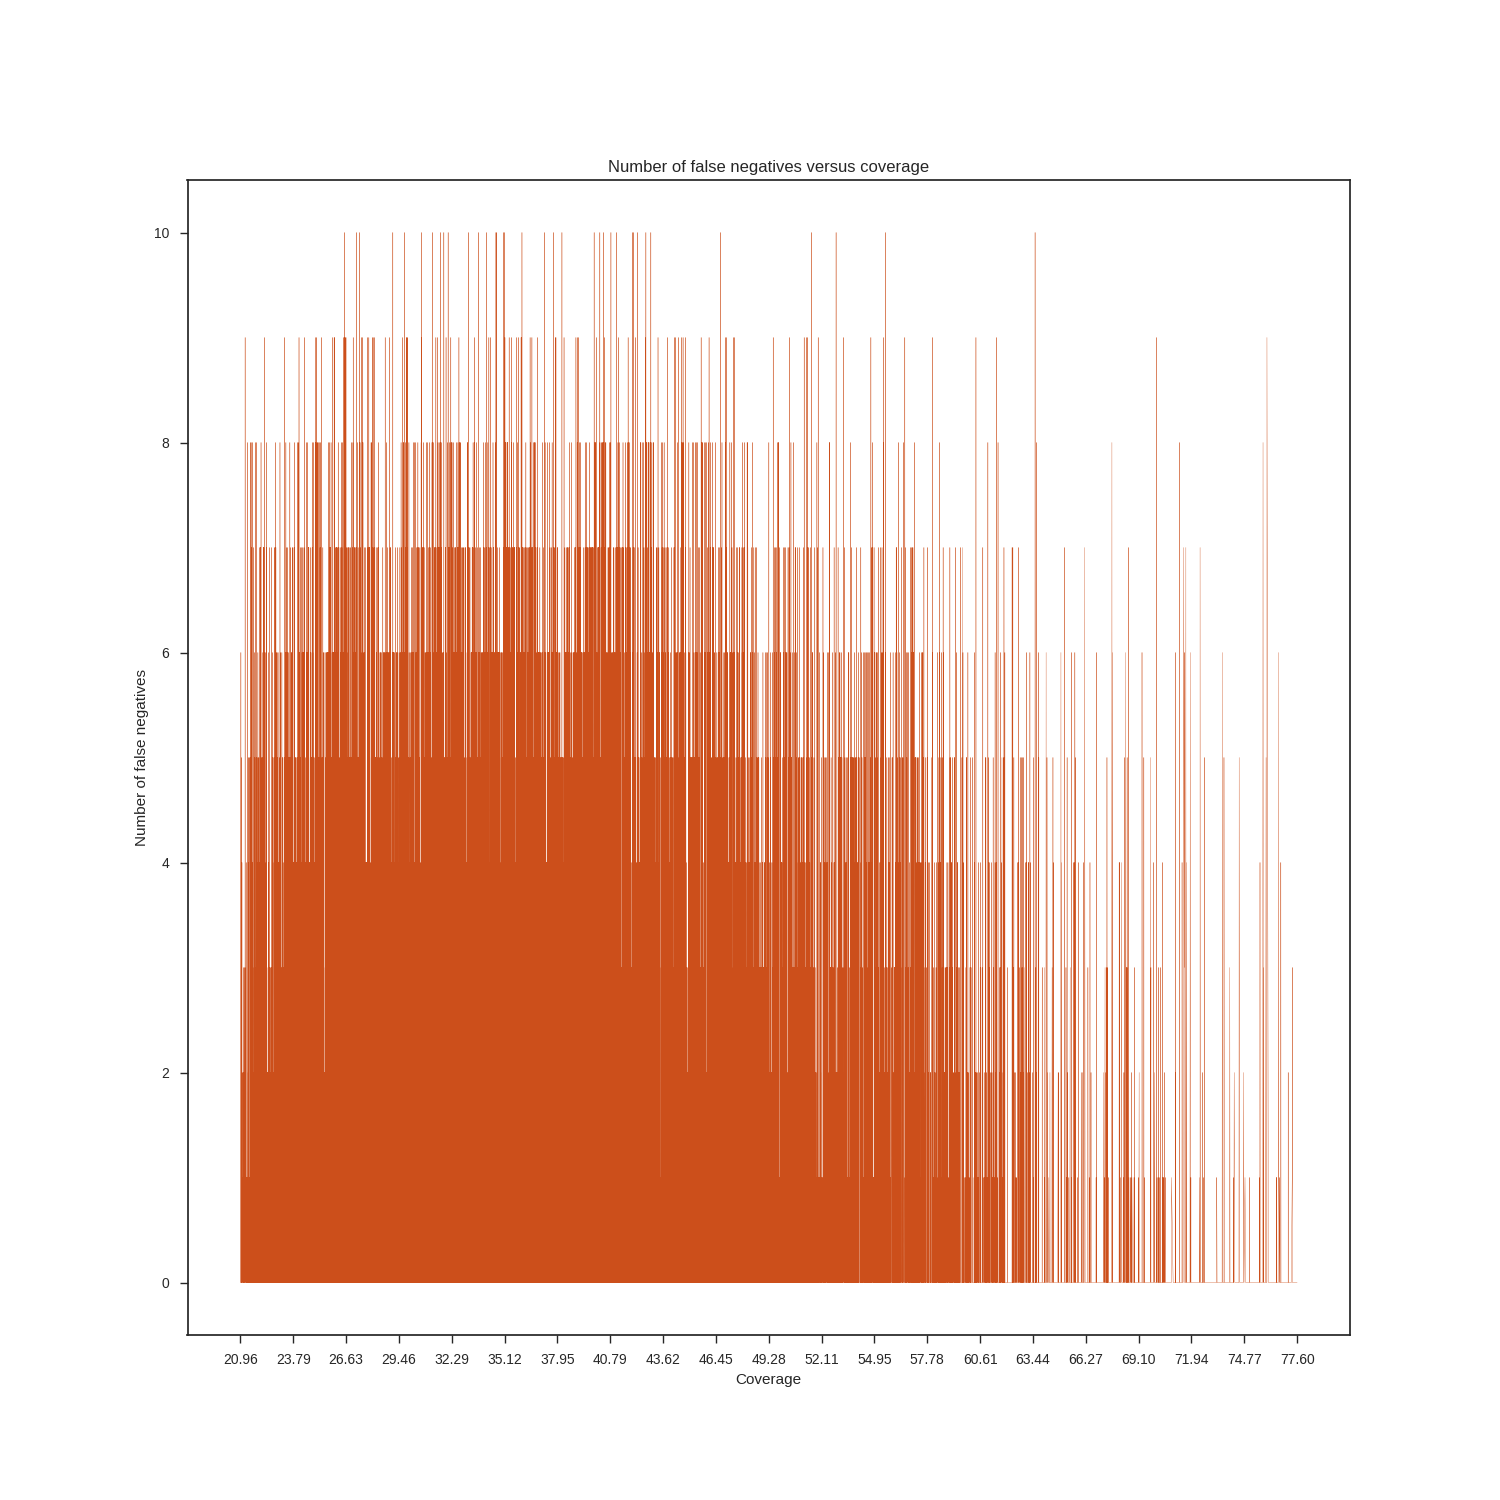 Number of false negatives versus coverage
10
8
6
4
2
0
Number of false negatives
20.96 23.79 26.63 29.46 32.29 35.12 37.95 40.79 43.62 46.45 49.28 52.11 54.95 57.78 60.61 63.44 66.27 69.10 71.94 74.77 77.60
Coverage